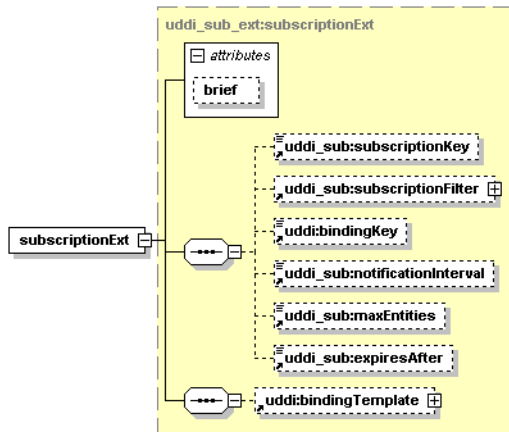 uddi_sub_ext:subscriptionExt
attributes
brief
uddi_sub:subscriptionKey
uddi_sub:subscriptionFilter
uddi:bindingKey
subscriptionExt
uddi_sub:notificationInterval
uddi_sub:maxEntities
uddi_sub:expiresAfter
uddi:bindingTemplate